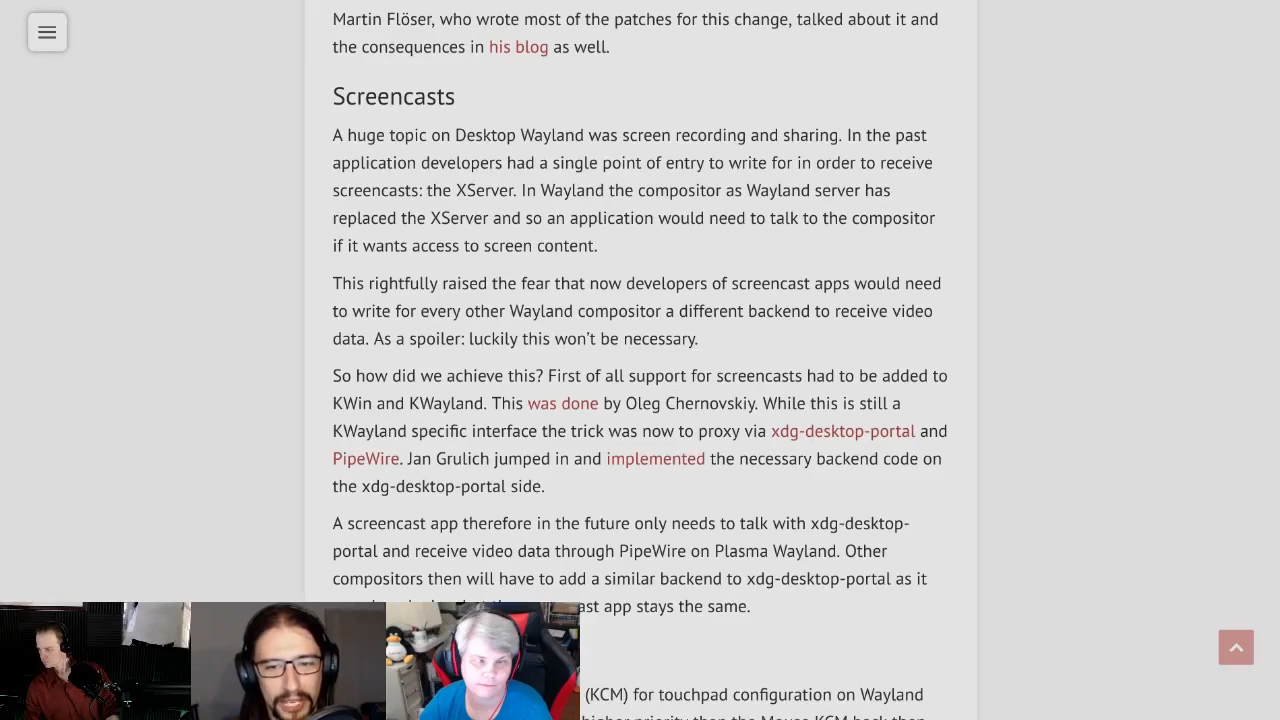 Martin Flöser, who wrote most of the patches for this change, talked about it and
the consequences in his blog as well.
Screencasts
A huge topic on Desktop Wayland was screen recording and sharing. In the past
application developers had a single point of entry to write for in order to receive
screencasts: the XServer. In Wayland the compositor as Wayland server has
replaced the XServer and so an application would need to talk to the compositor
if it wants access to screen content.
This rightfully raised the fear that now developers of screencast apps would need
to write for every other Wayland compositor a different backend to receive video
data. As a spoiler: luckily this won’t be necessary.
So how did we achieve this? First of all support for screencasts had to be added to
KWin and KWayland. This was done by Oleg Chernovskiy. While this is still a
KWayland specific interface the trick was now to proxy via xdg-desktop-portal and
PipeWire. Jan Grulich jumped in and implemented the necessary backend code on
the xdg-desktop-portal side.
A screencast app therefore in the future only needs to talk with xdg-desktop-
portal and receive video data through PipeWire on Plasma Wayland. Other
compositors then will have to add a similar backend to xdg-desktop-portal as it
app stays the same.
(KCM) for touchpad configuration on Wayland
higher priority than the Mouse KCM back then